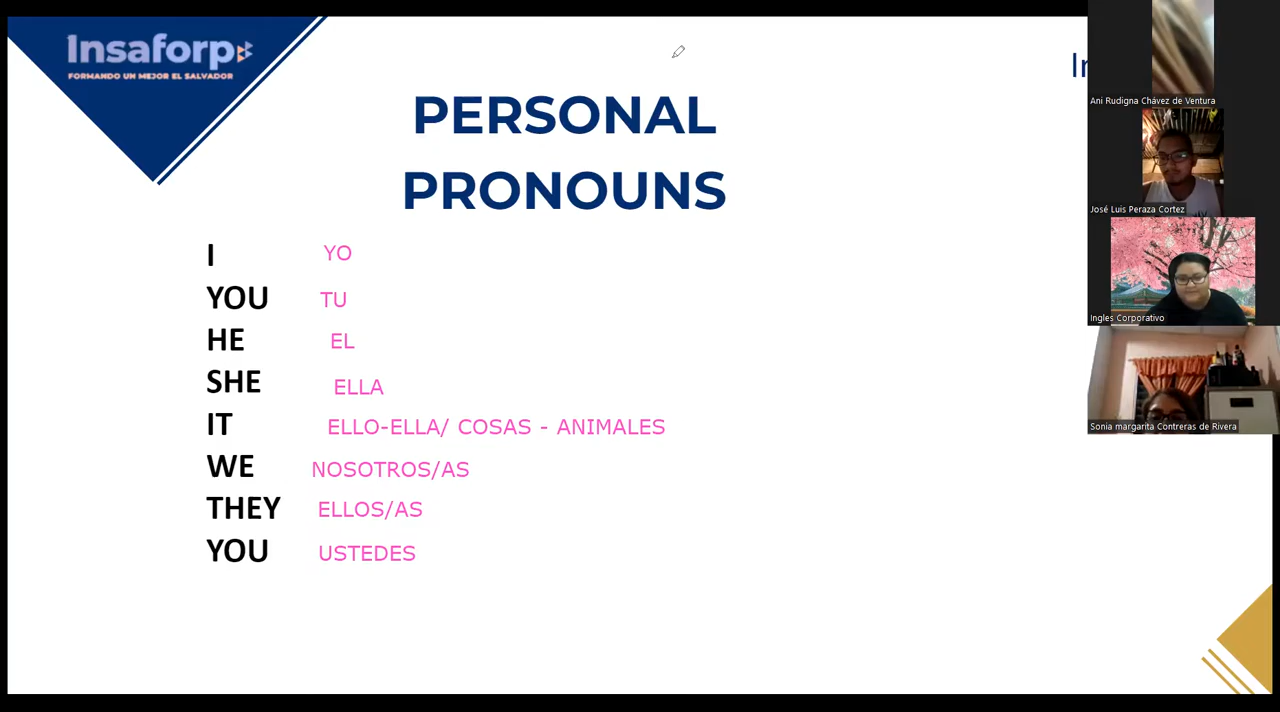 Insaforp
FORMANDO UN MEJOR EL SALVADOR
PERSONAL
PRONOUNS
I YO
YOU TU
HE EL
SHE ELLA
IT ELLO-ELLA/ COSAS - ANIMALES
WE NOSOTROS/AS
THEY ELLOS/AS
YOU USTEDES
Ani Rudigna Chávez de Ventura
José Luis Peraza Cortez
Ingles Corporativo
Sonia margarita Contreras de Rivera